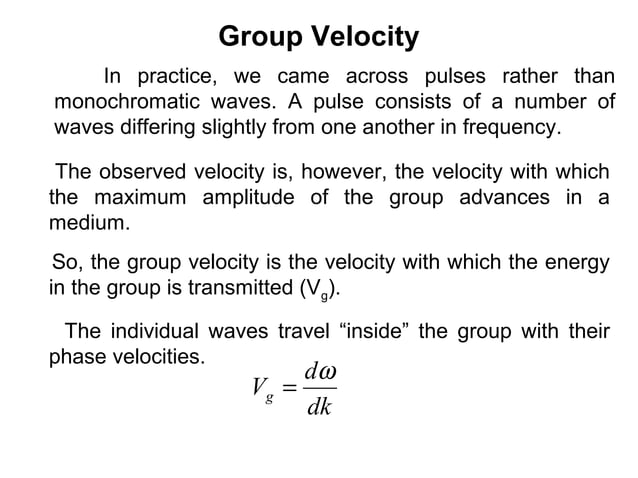 Group Velocity
In practice, we came across pulses rather than
monochromatic waves. A pulse consists of a number of
waves differing slightly from one another in frequency.
The observed velocity is, however, the velocity with which
the maximum amplitude of the group advances in a
medium.
So, the group velocity is the velocity with which the energy
in the group is transmitted (Vg).
The individual waves travel “inside” the group with their
phase velocities.
Vg = dω/dk